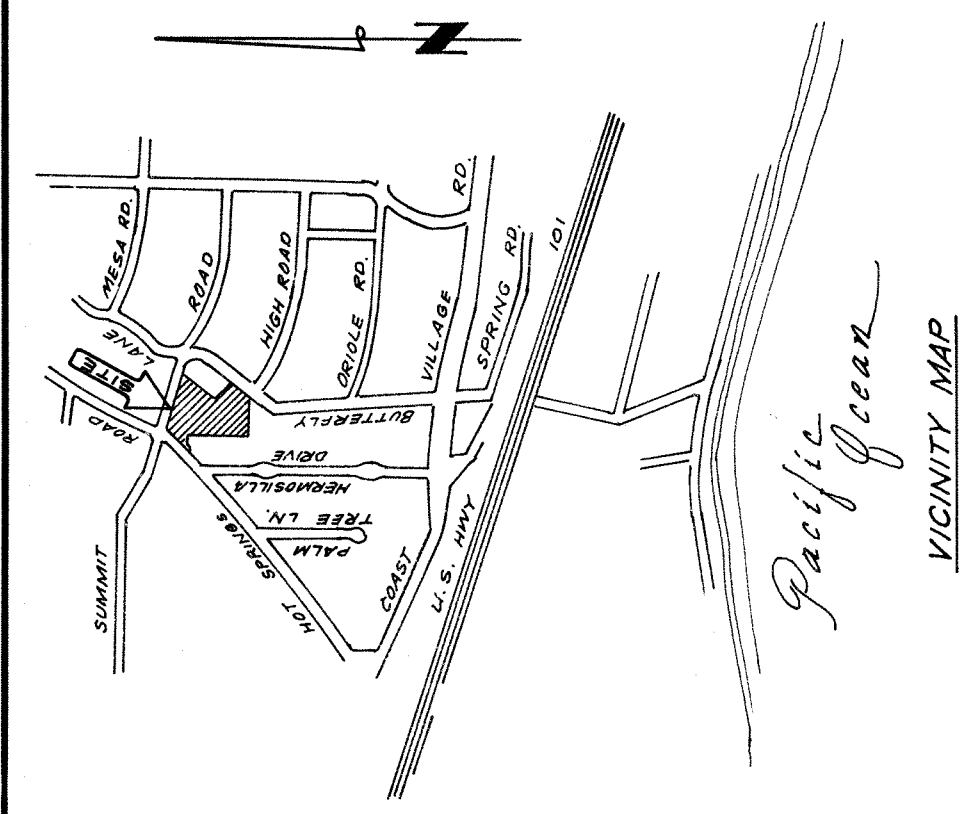 N
SUMMIT
ROAD
HOT SPRINGS
ROAD
SITE
BUTTERFLY
LANE
MESA RD.
HIGH ROAD
ORIOLE RD.
HERMOSILLA
DRIVE
PALM
TREE LN.
COAST
VILLAGE
RD.
SPRING RD.
U.S. HWY
101
Pacific
Ocean
VICINITY MAP